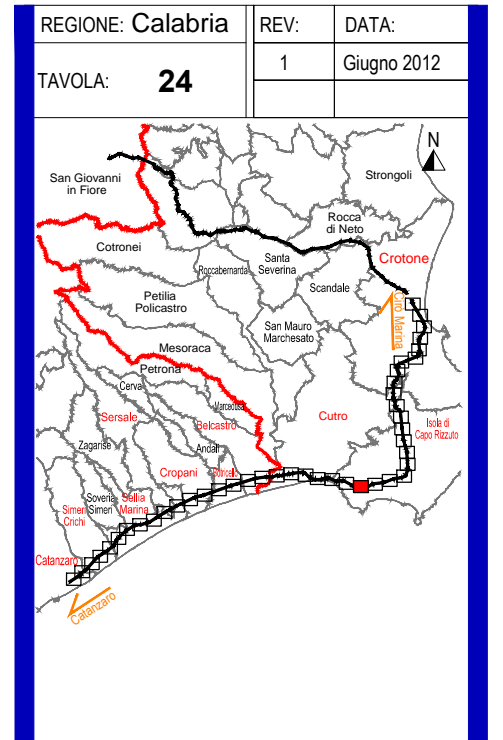 REGIONE: Calabria
REV:
DATA:
TAVOLA: 24
1
Giugno 2012
N
San Giovanni
in Fiore
Strongoli
Rocca
di Neto
Cotronei
Santa
Severina
Crotone
Roccabernarda
Scandale
Petilia
Policastro
Ciro Marina
San Mauro
Marchesato
Mesoraca
Petrona
Cerva
Marcedusa
Sersale
Belcastro
Cutro
Isola di
Capo Rizzuto
Zagarise
Andali
Cropani
Botricello
Soveria
Simeri
Sellia
Marina
Simeri
Crichi
Catanzaro
Catanzaro